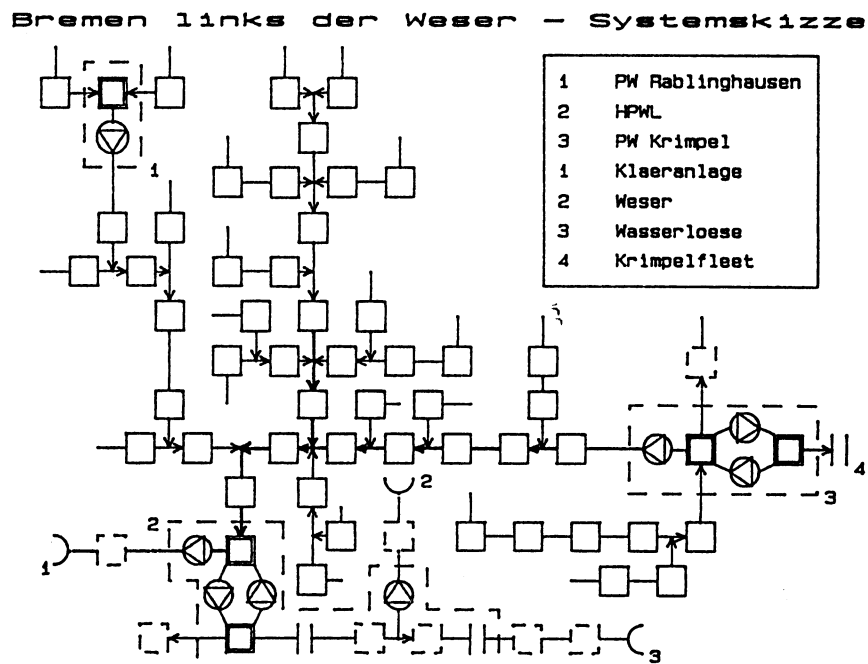 Bremen links der Weser - Systemskizze
1 PW Rablinghausen
2 HPWL
3 PW Krimpel
1 Klaeranlage
2 Weser
3 Wasserloese
4 Krimpelfleet
1
2
4
3
2
1
3